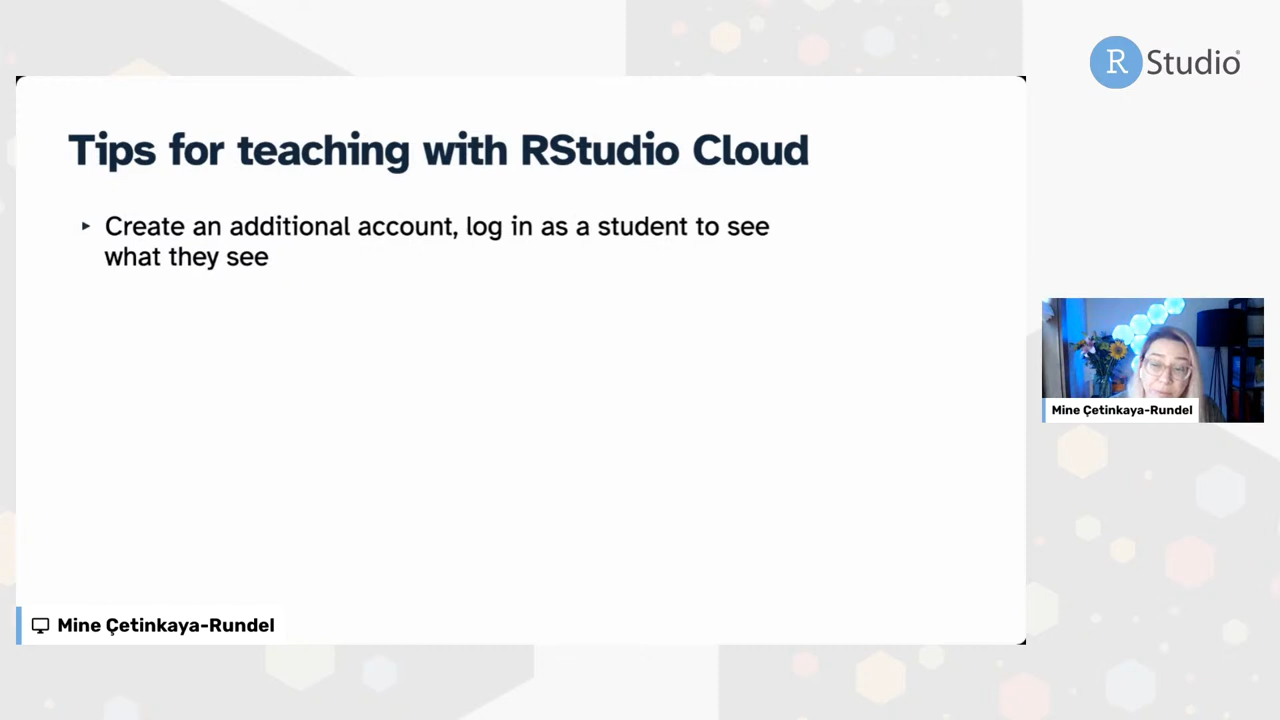 R Studio
Tips for teaching with RStudio Cloud
‣ Create an additional account, log in as a student to see
what they see
Mine Çetinkaya-Rundel
Mine Çetinkaya-Rundel